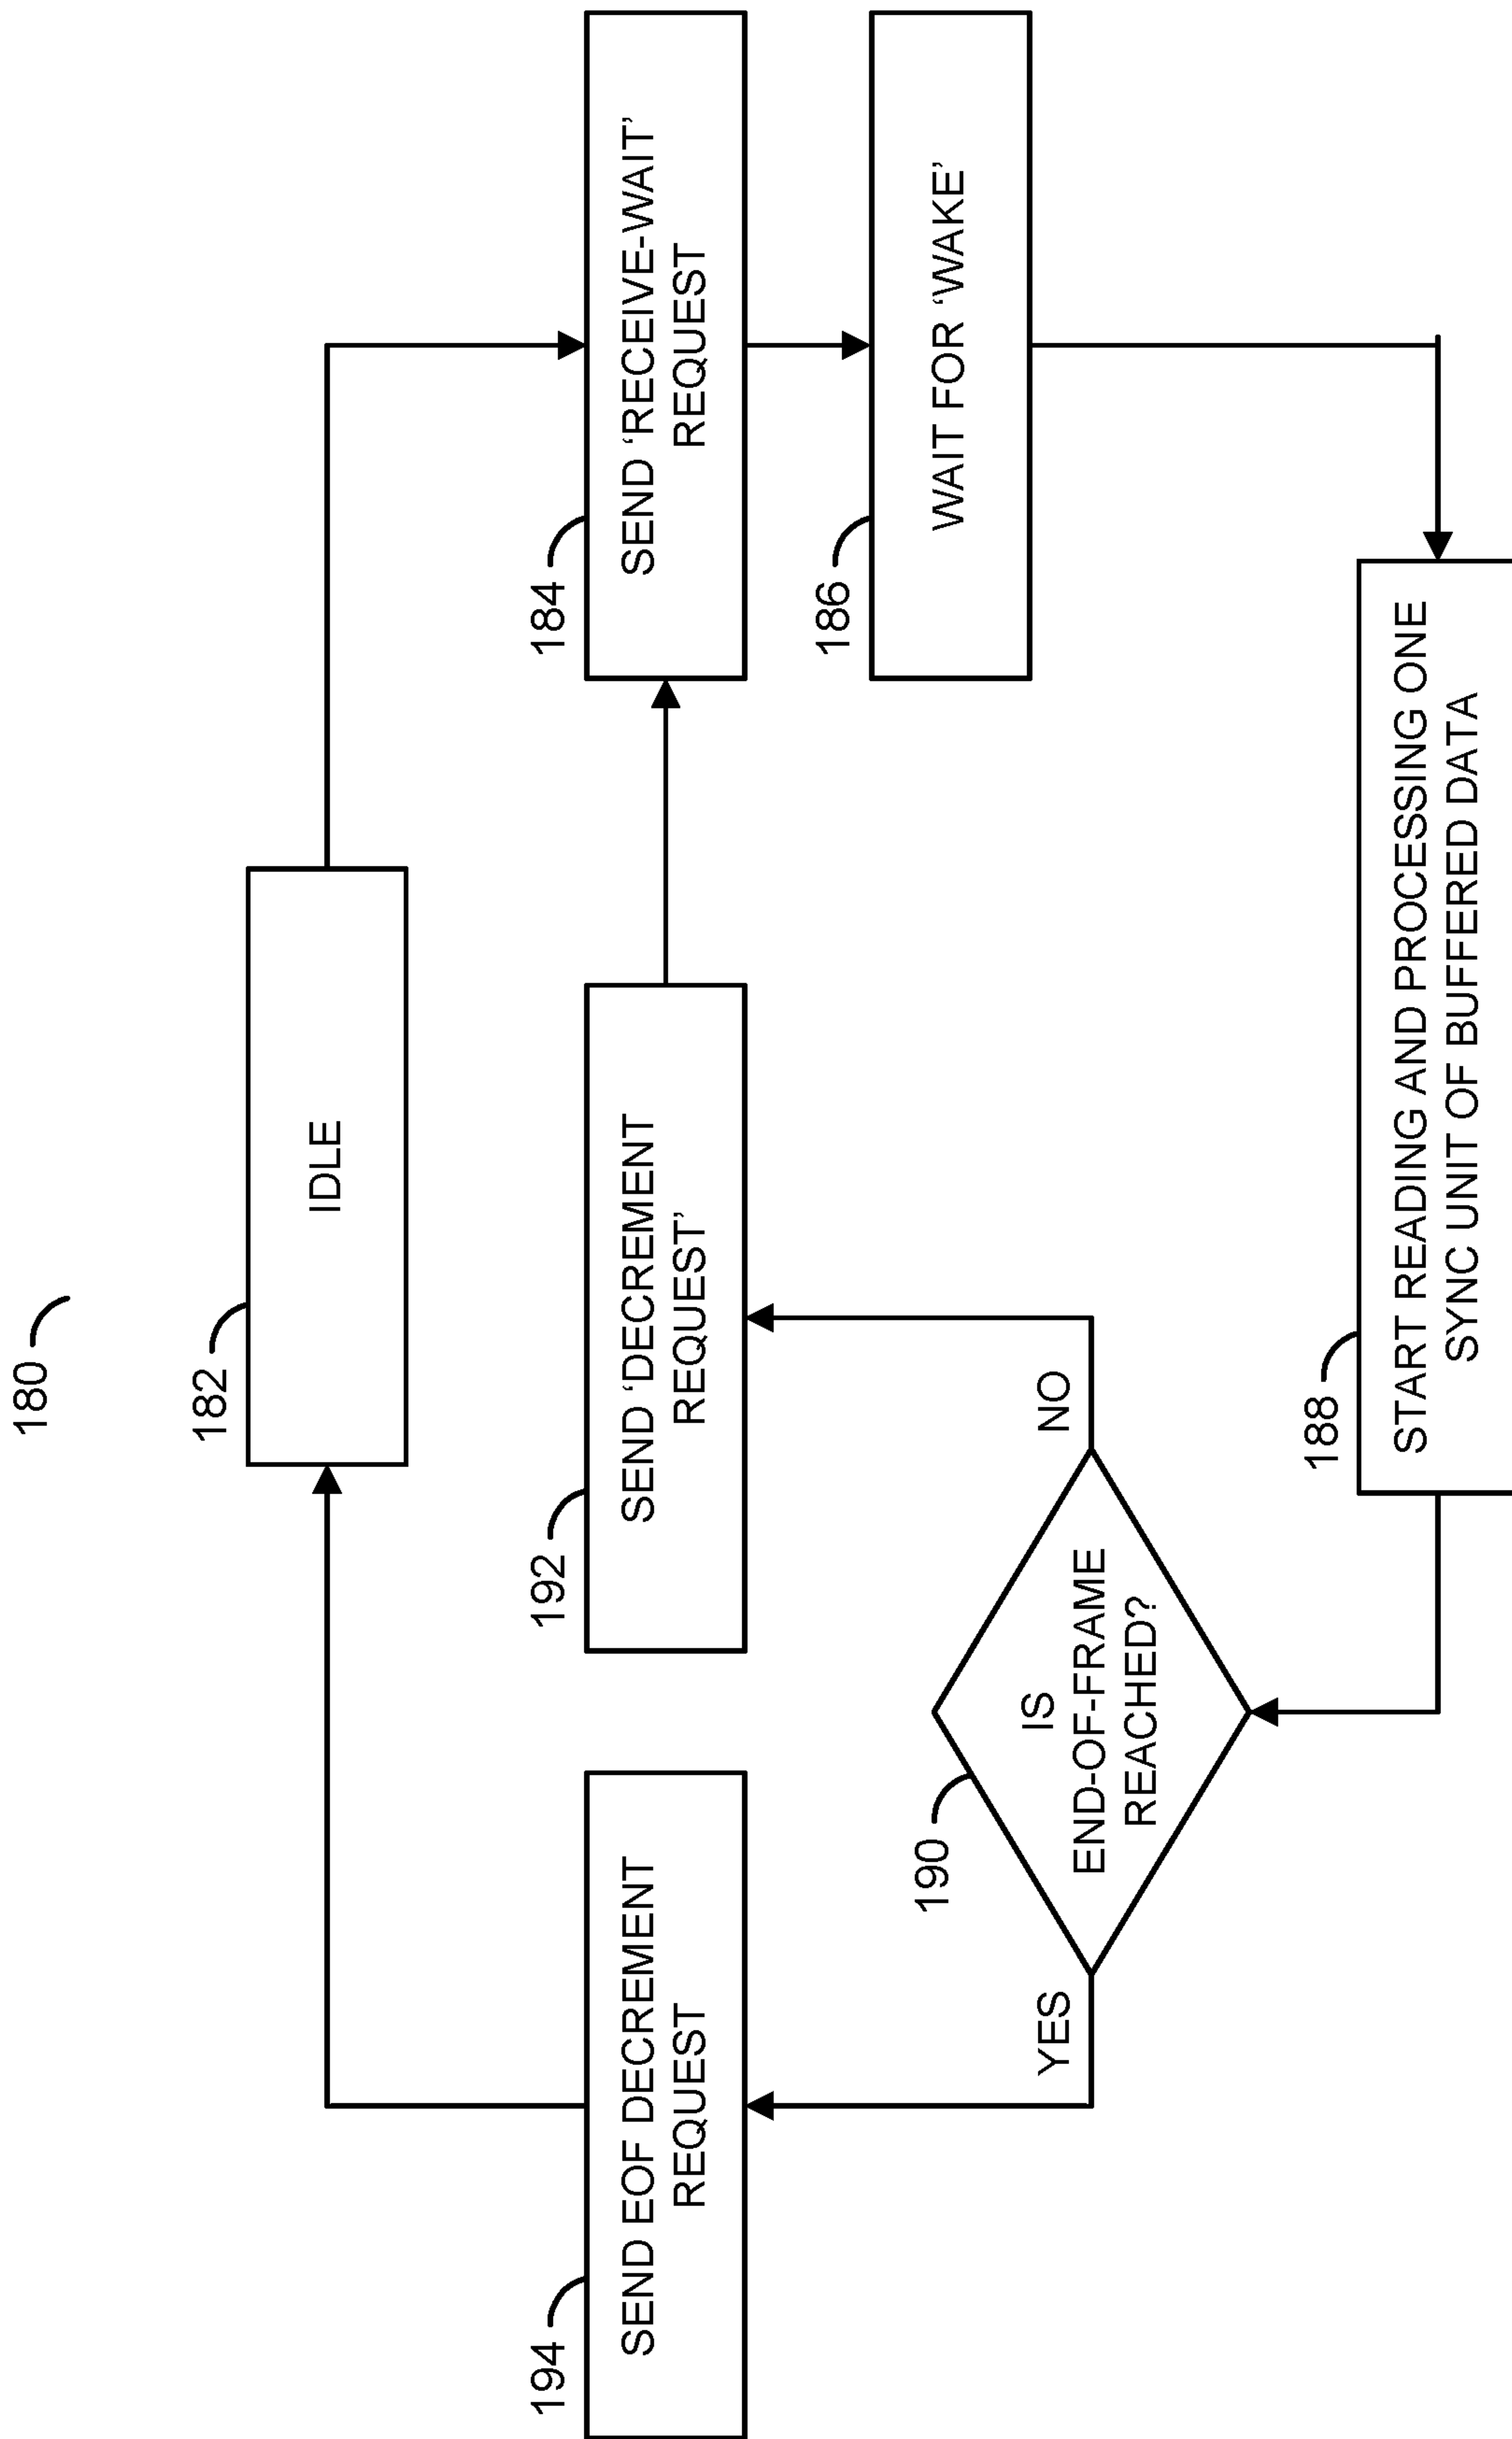 180
182
IDLE
194
SEND EOF DECREMENT
REQUEST
192
SEND ‘DECREMENT
REQUEST’
184
SEND ‘RECEIVE-WAIT’
REQUEST
186
WAIT FOR ‘WAKE’
190
IS
END-OF-FRAME
REACHED?
YES
NO
188
START READING AND PROCESSING ONE
SYNC UNIT OF BUFFERED DATA